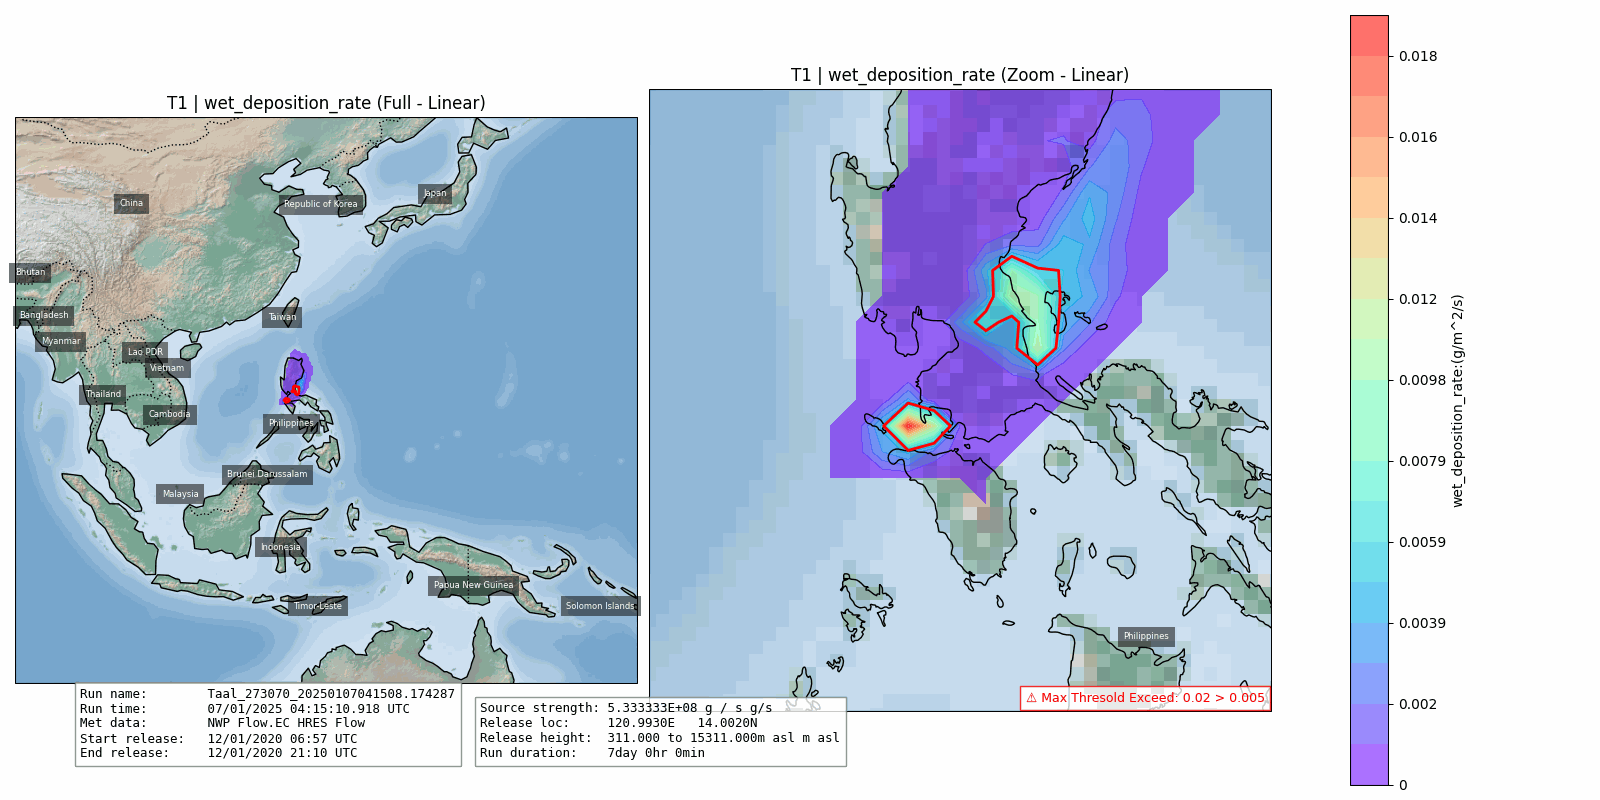 T1 | wet_deposition_rate (Full - Linear)
T1 | wet_deposition_rate (Zoom - Linear)
China
Republic of Korea
Japan
Bhutan
Bangladesh
Taiwan
Myanmar
Lao PDR
Vietnam
Thailand
Cambodia
Philippines
Brunei Darussalam
Malaysia
Indonesia
Papua New Guinea
Timor-Leste
Solomon Islands
Philippines
⚠ Max Thresold Exceed: 0.02 > 0.005
0.018
0.016
0.014
0.012
0.0098
0.0079
0.0059
0.0039
0.002
0
wet_deposition_rate:(g/m^2/s)
Run name: Taal_273070_20250107041508.174287
Run time: 07/01/2025 04:15:10.918 UTC
Met data: NWP Flow.EC HRES Flow
Start release: 12/01/2020 06:57 UTC
End release: 12/01/2020 21:10 UTC
Source strength: 5.333333E+08 g / s g/s
Release loc: 120.9930E 14.0020N
Release height: 311.000 to 15311.000m asl m asl
Run duration: 7day 0hr 0min